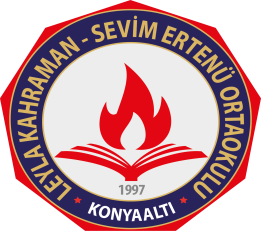 LEYLA KAHRAMAN - SEVİM ERTENÜ ORTAOKULU
1997
KONYAALTI